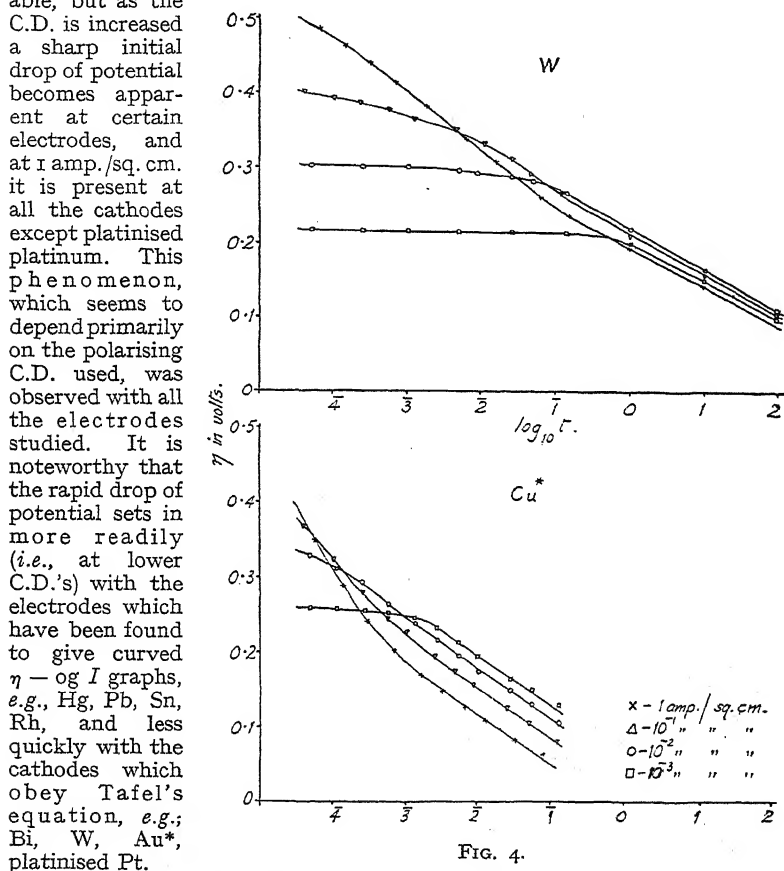 able, but as the
C.D. is increased
a sharp initial
drop of potential
becomes appar-
ent at certain
electrodes, and
at 1 amp./sq. cm.
it is present at
all the cathodes
except platinised
platinum. This
phenomenon,
which seems to
depend primarily
on the polarising
C.D. used, was
observed with all
the electrodes
studied. It is
noteworthy that
the rapid drop of
potential sets in
more readily
(i.e., at lower
C.D.'s) with the
electrodes which
have been found
to give curved
η — og I graphs,
e.g., Hg, Pb, Sn,
Rh, and less
quickly with the
cathodes which
obey Tafel's
equation, e.g.;
Bi, W, Au*,
platinised Pt.
W
0·5
0·4
0·3
0·2
0·1
0
4̄ 3̄ 2̄ 1̄ 0 1 2
log₁₀ τ.
η in volts.
Cu*
0·5
0·4
0·3
0·2
0·1
0
4̄ 3̄ 2̄ 1̄ 0 1 2
x - 1 amp./sq.cm.
Δ - 10⁻¹ „ „ „
o - 10⁻² „ „ „
□ - 10⁻³ „ „ „
FIG. 4.